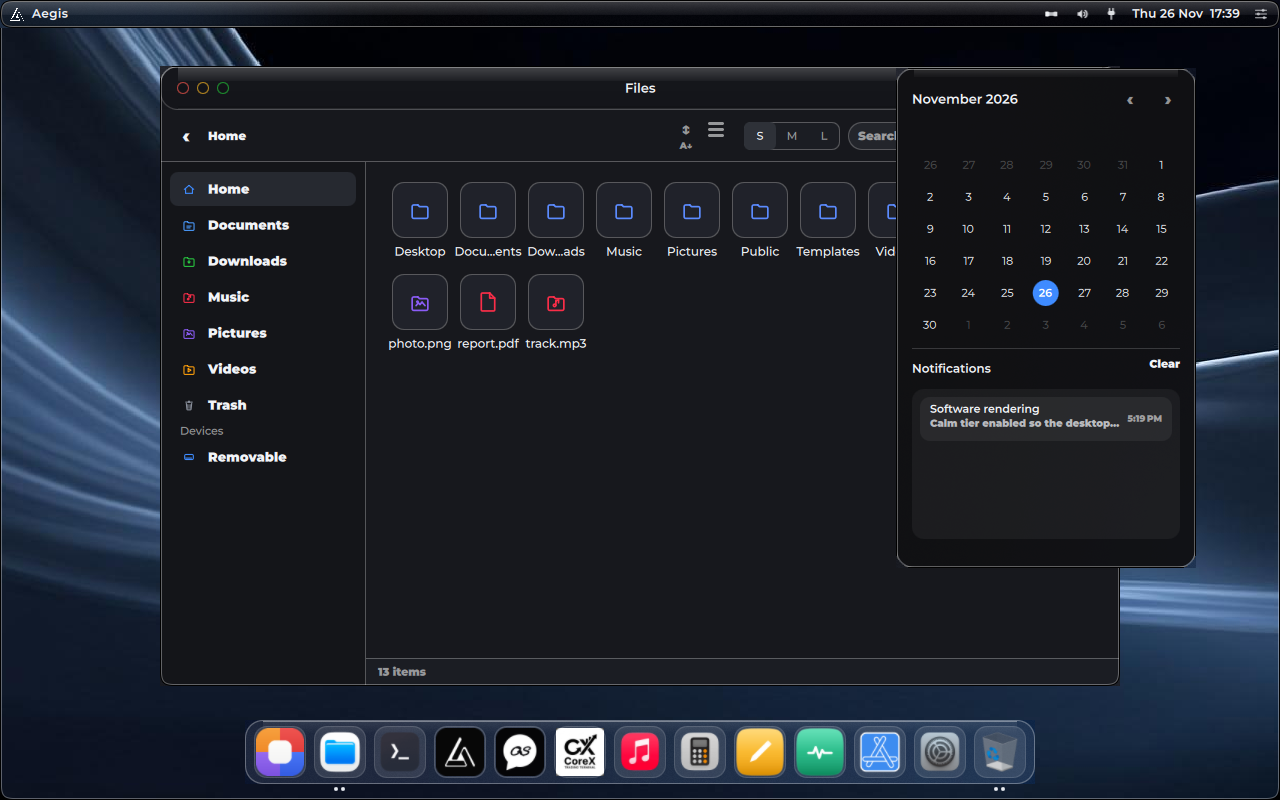 Aegis
Thu 26 Nov 17:39
Files
Home
A+
S M L
Searc
Home
Documents
Downloads
Music
Pictures
Videos
Trash
Devices
Removable
Desktop Docu...ents Dow...ads Music Pictures Public Templates Vid
photo.png report.pdf track.mp3
13 items
November 2026
26 27 28 29 30 31 1
2 3 4 5 6 7 8
9 10 11 12 13 14 15
16 17 18 19 20 21 22
23 24 25 26 27 28 29
30 1 2 3 4 5 6
Notifications
Clear
Software rendering
Calm tier enabled so the desktop...
5:19 PM
as
CX
CoreX